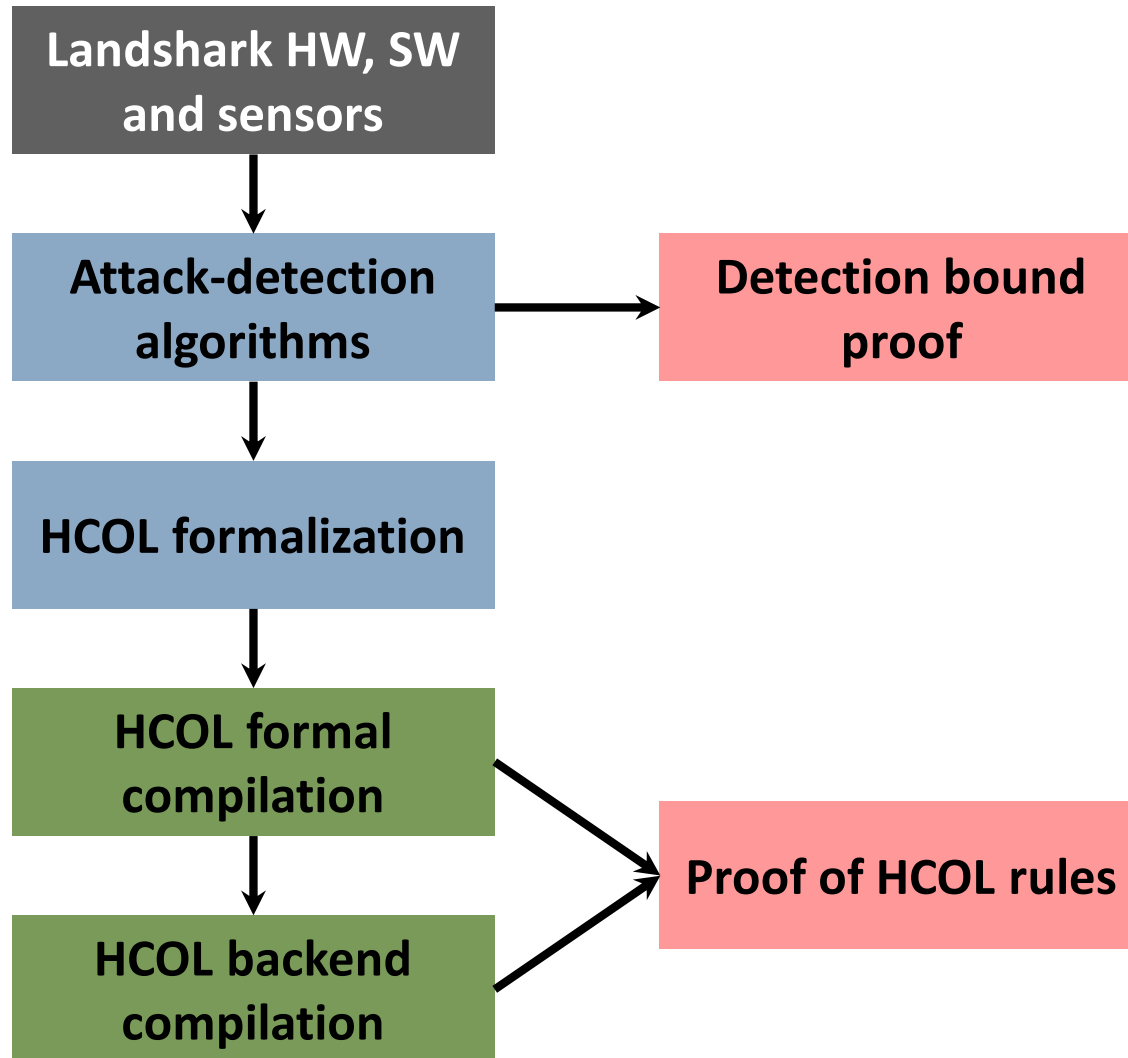 Landshark HW, SW
and sensors
Attack-detection
algorithms
Detection bound
proof
HCOL formalization
HCOL formal
compilation
Proof of HCOL rules
HCOL backend
compilation